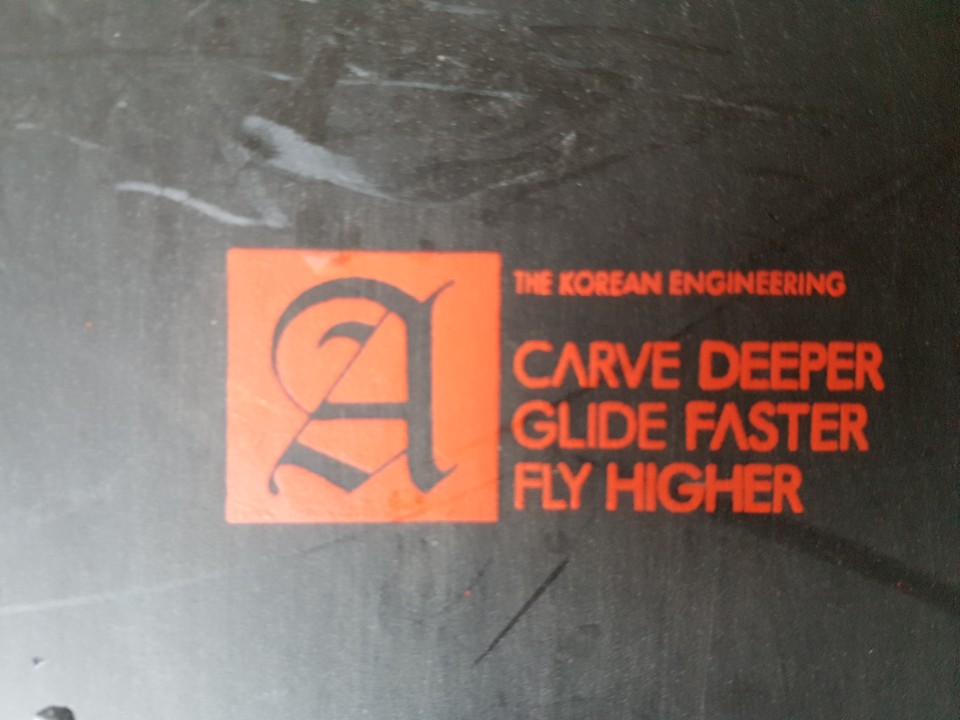 A
THE KOREAN ENGINEERING
CARVE DEEPER
GLIDE FASTER
FLY HIGHER